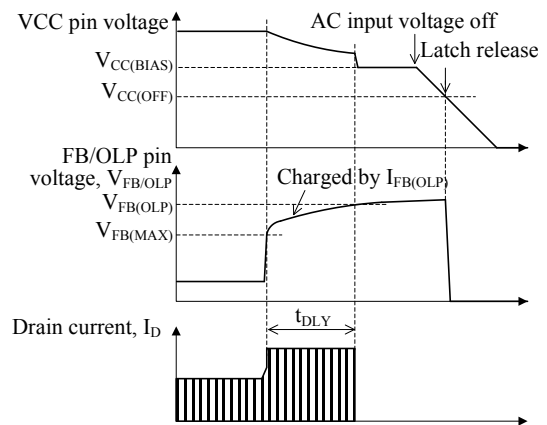 VCC pin voltage
AC input voltage off
Latch release
VCC(BIAS)
VCC(OFF)
FB/OLP pin
voltage, VFB/OLP
Charged by IFB(OLP)
VFB(OLP)
VFB(MAX)
Drain current, ID
tDLY